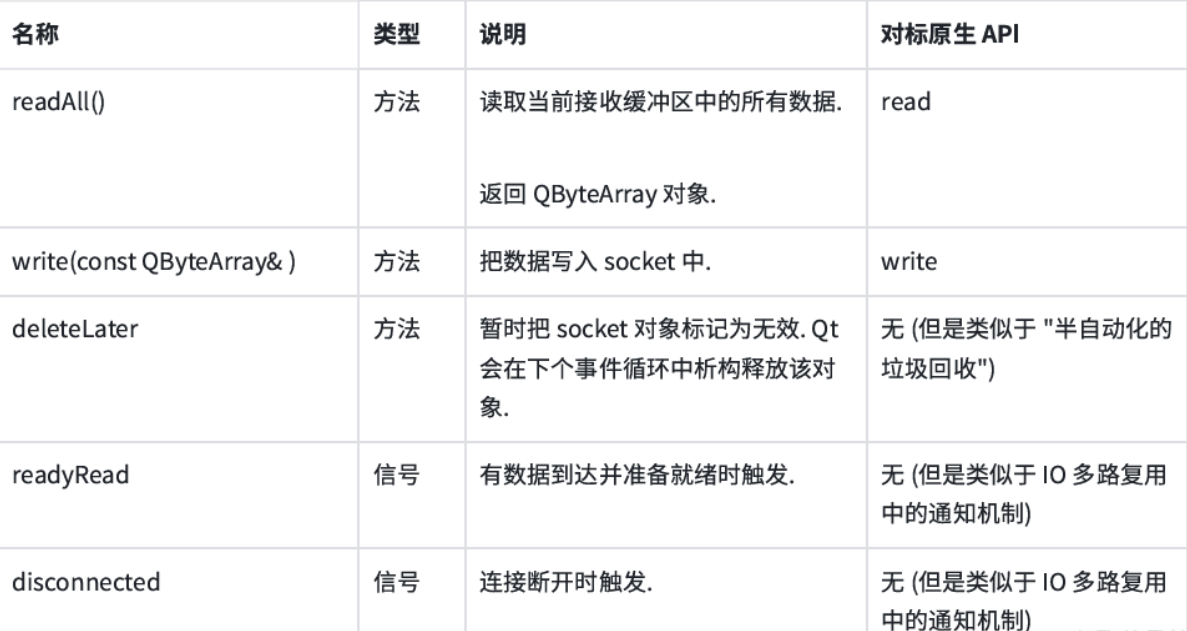 名称 类型 说明 对标原生 API
readAll() 方法 读取当前接收缓冲区中的所有数据. read
返回 QByteArray 对象.
write(const QByteArray& ) 方法 把数据写入 socket 中. write
deleteLater 方法 暂时把 socket 对象标记为无效. Qt 无 (但是类似于 "半自动化的
会在下个事件循环中析构释放该对 垃圾回收")
象.
readyRead 信号 有数据到达并准备就绪时触发. 无 (但是类似于 IO 多路复用
中的通知机制)
disconnected 信号 连接断开时触发. 无 (但是类似于 IO 多路复用
中的通知机制)